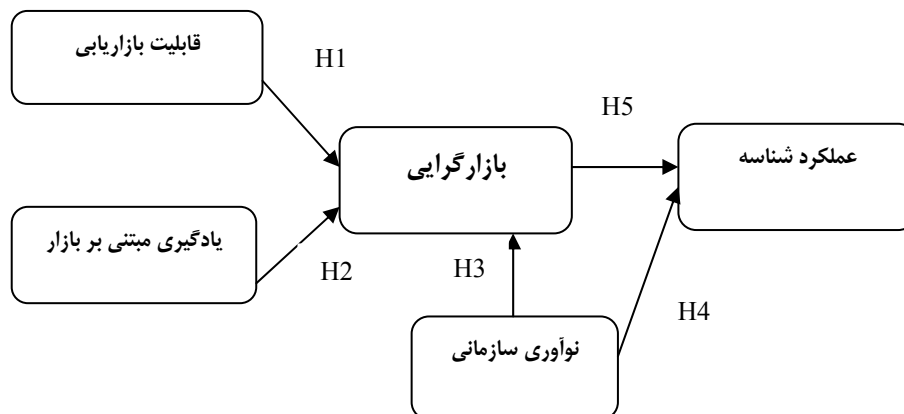 قابلیت بازاریابی
H1
H5
بازارگرایی
عملکرد شناسه
یادگیری مبتنی بر بازار
H2
H3
H4
نوآوری سازمانی